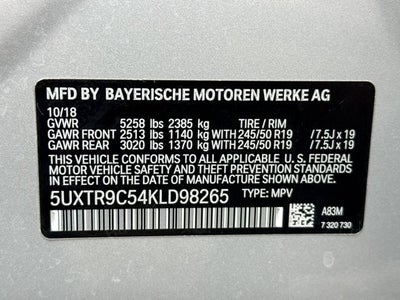 MFD BY BAYERISCHE MOTOREN WERKE AG
10/18
GVWR 5258 lbs 2385 kg TIRE / RIM
GAWR FRONT 2513 lbs 1140 kg WITH 245/50 R19 /7.5J x 19
GAWR REAR 3020 lbs 1370 kg WITH 245/50 R19 /7.5J x 19
THIS VEHICLE CONFORMS TO ALL APPLICABLE U. S. FEDERAL
MOTOR VEHICLE SAFETY AND THEFT PREVENTION STANDARDS
IN EFFECT ON THE DATE OF MANUFACTURE SHOWN ABOVE.
5UXTR9C54KLD98265 TYPE: MPV
A83M
7 320 730